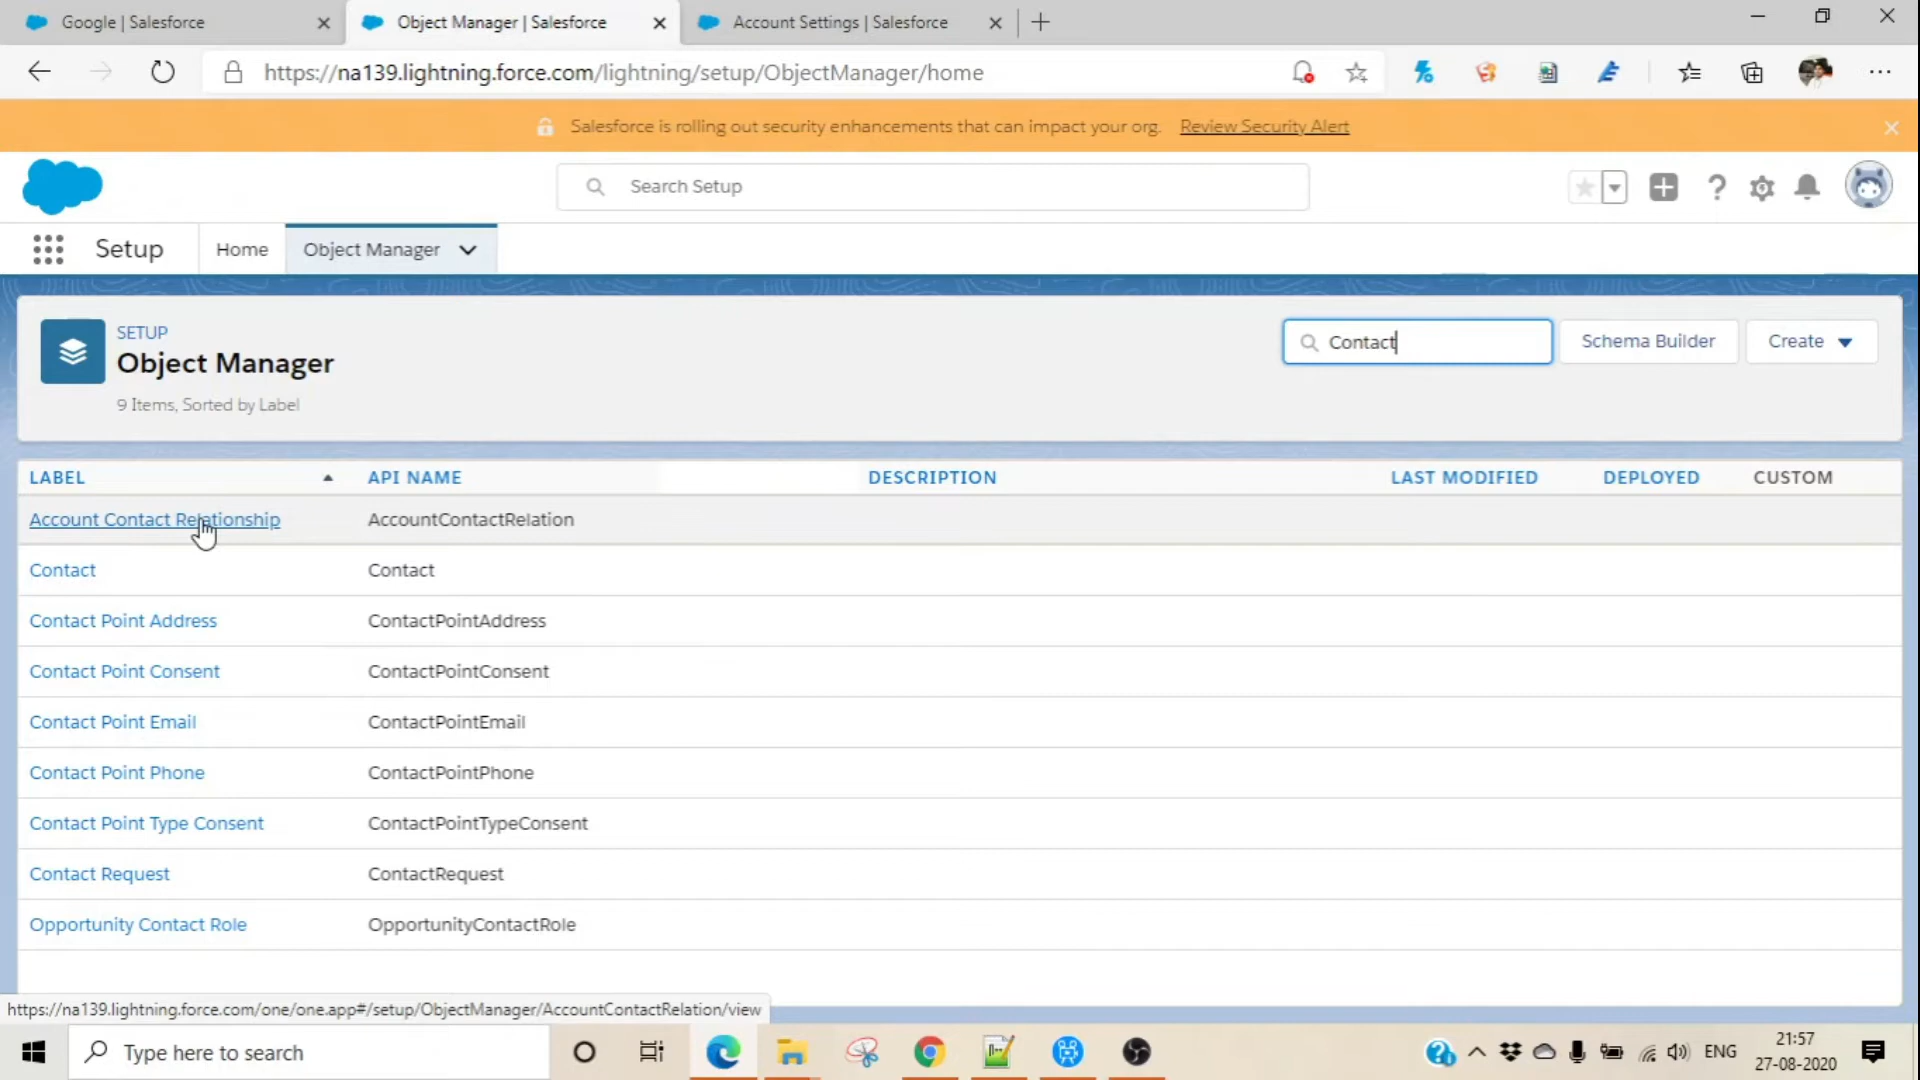 Google | Salesforce
Object Manager | Salesforce
Account Settings | Salesforce
https://na139.lightning.force.com/lightning/setup/ObjectManager/home
Salesforce is rolling out security enhancements that can impact your org. Review Security Alert
Search Setup
Setup
Home
Object Manager
SETUP
Object Manager
9 Items, Sorted by Label
Contact
Schema Builder
Create
LABEL API NAME DESCRIPTION LAST MODIFIED DEPLOYED CUSTOM
Account Contact Relationship AccountContactRelation
Contact Contact
Contact Point Address ContactPointAddress
Contact Point Consent ContactPointConsent
Contact Point Email ContactPointEmail
Contact Point Phone ContactPointPhone
Contact Point Type Consent ContactPointTypeConsent
Contact Request ContactRequest
Opportunity Contact Role OpportunityContactRole
https://na139.lightning.force.com/one/one.app#/setup/ObjectManager/AccountContactRelation/view
Type here to search
ENG
21:57
27-08-2020